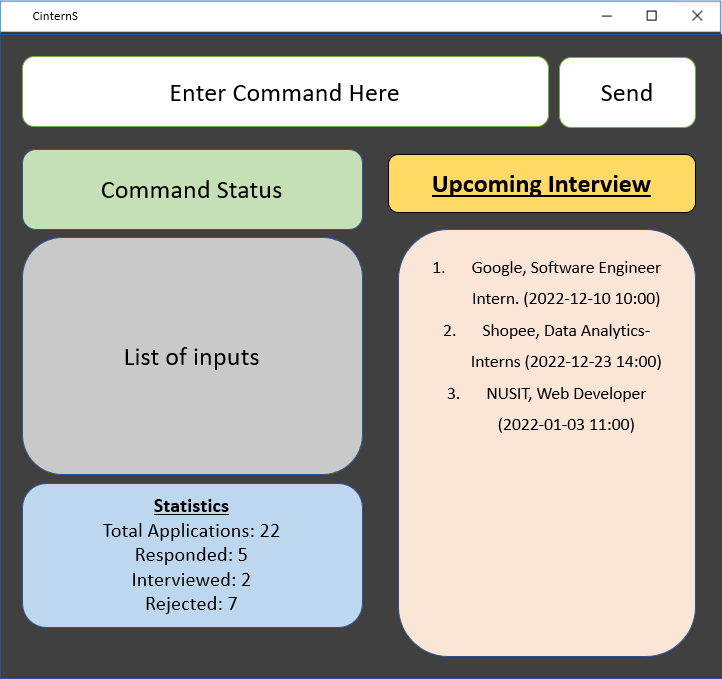 CinternS
Enter Command Here
Send
Command Status
List of inputs
Statistics
Total Applications: 22
Responded: 5
Interviewed: 2
Rejected: 7
Upcoming Interview
1. Google, Software Engineer
Intern. (2022-12-10 10:00)
2. Shopee, Data Analytics-
Interns (2022-12-23 14:00)
3. NUSIT, Web Developer
(2022-01-03 11:00)